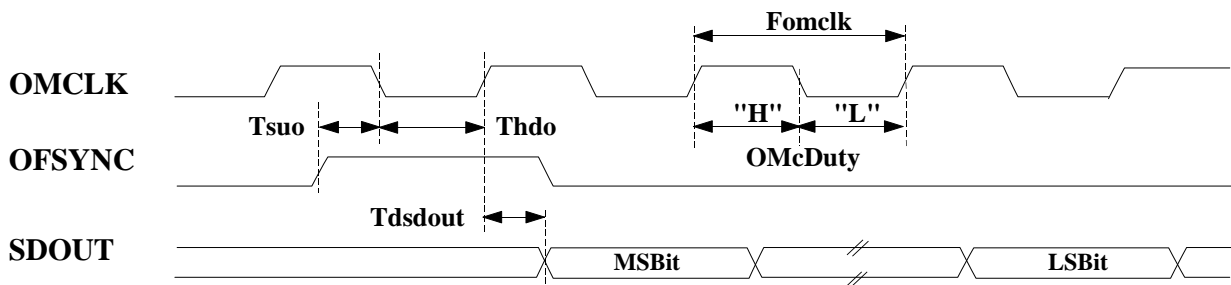 Fomclk
OMCLK
"H" "L"
Tsuo Thdo
OMcDuty
OFSYNC
Tdsdout
SDOUT
MSBit LSBit